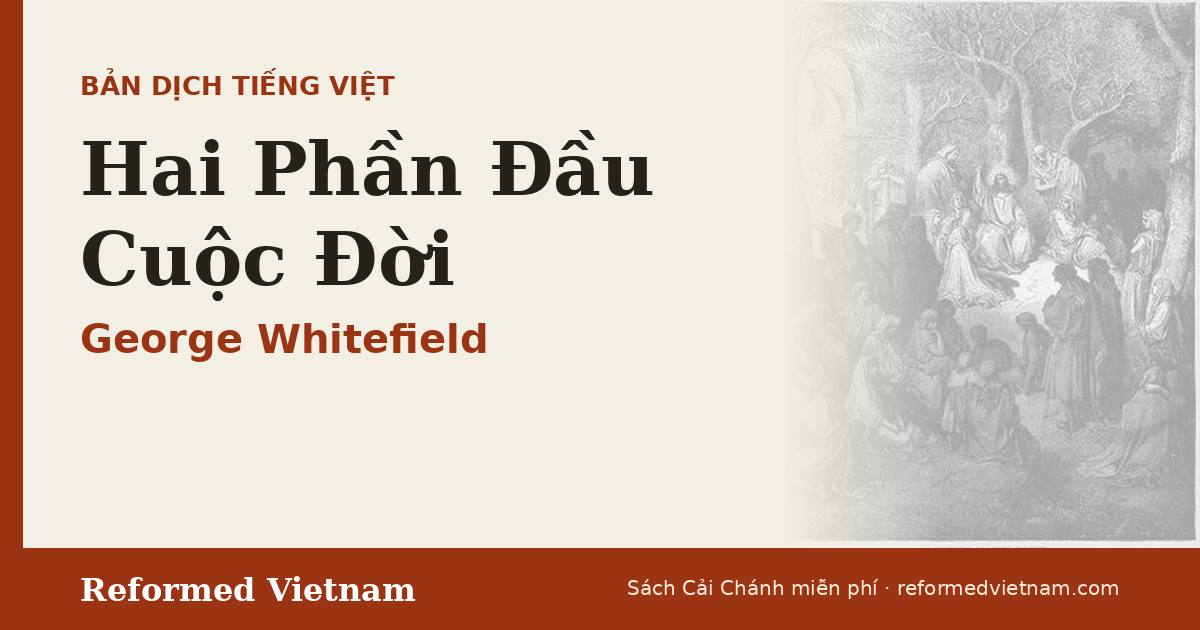 BẢN DỊCH TIẾNG VIỆT
Hai Phần Đầu
Cuộc Đời
George Whitefield
Reformed Vietnam
Sách Cải Chánh miễn phí · reformedvietnam.com